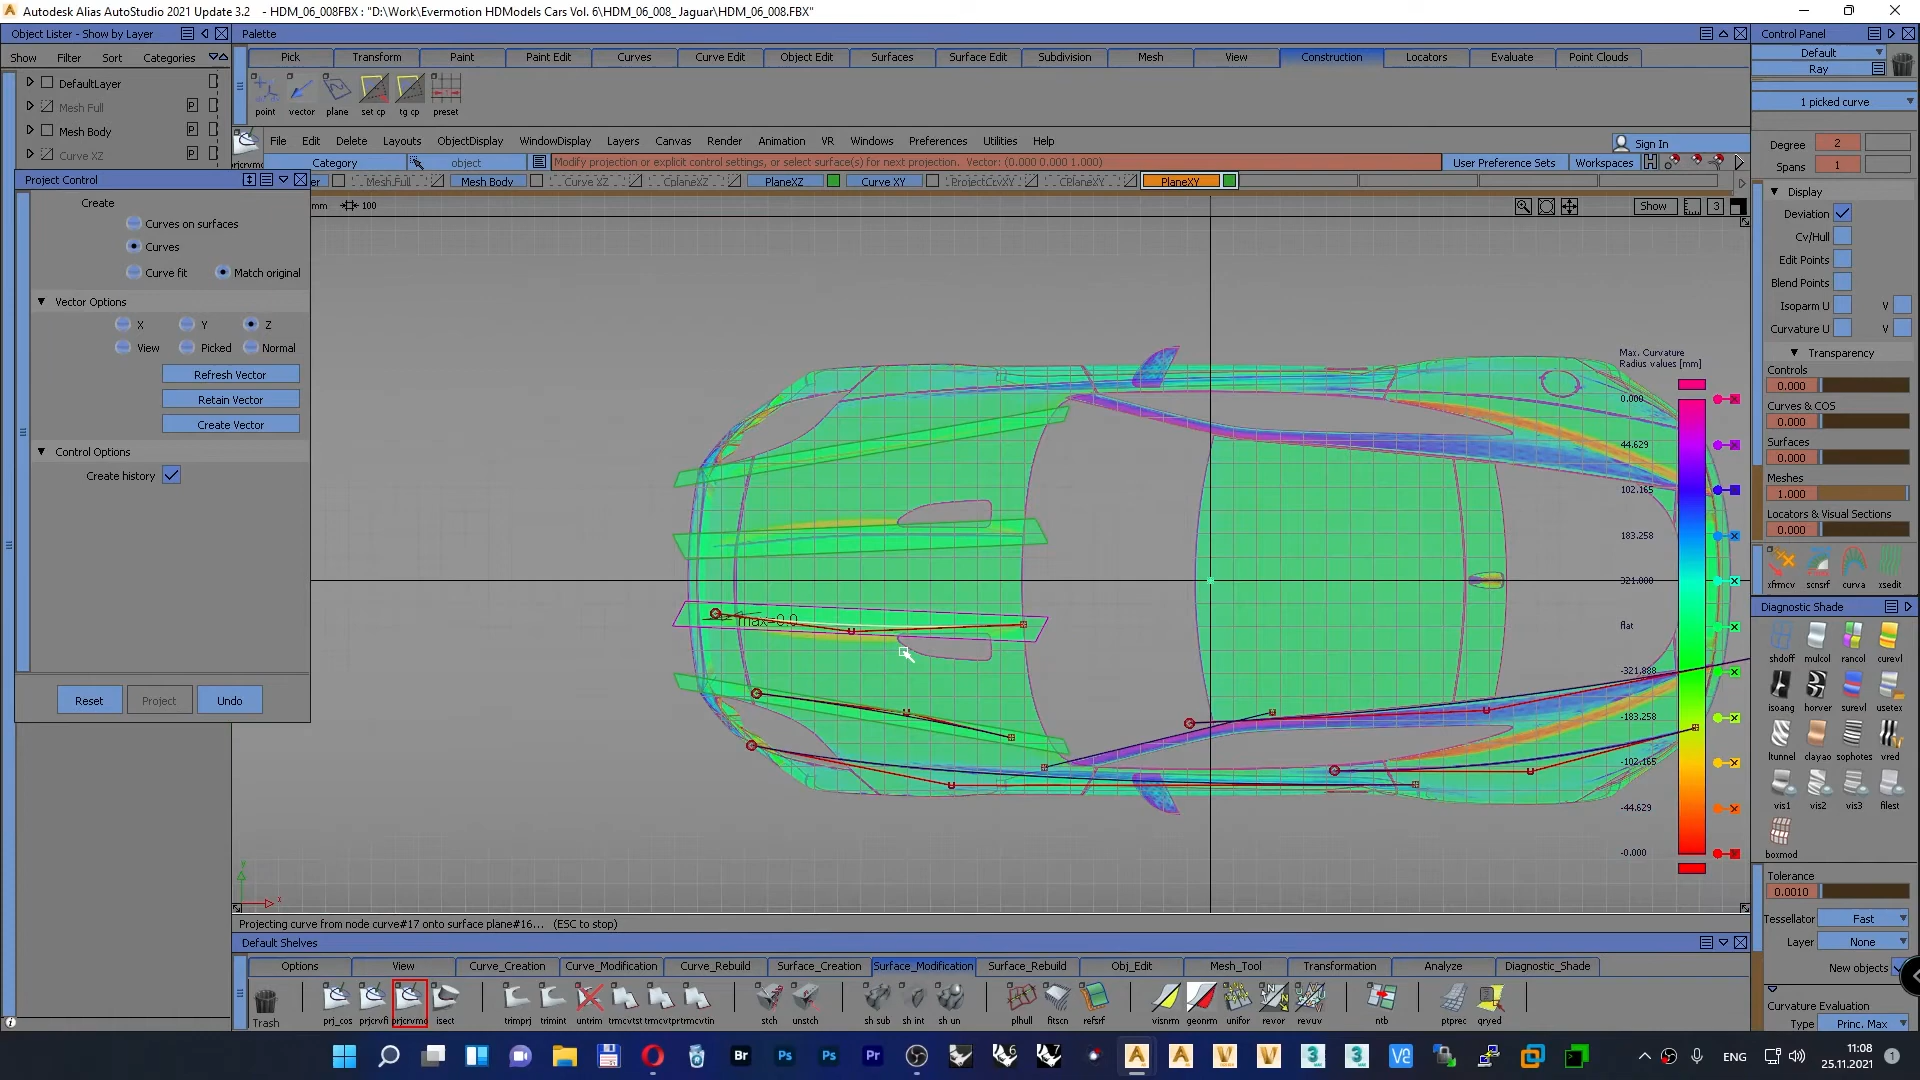 Autodesk Alias AutoStudio 2021 Update 3.2 - HDM_06_008FBX : "D:\Work\Evermotion HDModels Cars Vol. 6\HDM_06_008_ Jaguar\HDM_06_008.FBX"
Object Lister - Show by Layer
Palette
Control Panel
Show Filter Sort Categories
Pick Transform Paint Paint Edit Curves Curve Edit Object Edit Surfaces Surface Edit Subdivision Mesh View Construction Locators Evaluate Point Clouds
Default
Ray
DefaultLayer
Mesh Full P
Mesh Body P
Curve XZ P
point vector plane set cp tg cp preset
1 picked curve
File Edit Delete Layouts ObjectDisplay WindowDisplay Layers Canvas Render Animation VR Windows Preferences Utilities Help
Sign In
Degree 2
Spans 1
Category object
Modify projection or explicit control settings, or select surface(s) for next projection. Vector: (0.000 0.000 1.000)
User Preference Sets Workspaces
Mesh.Full Mesh Body Curve XZ CplaneXZ PlaneXZ Curve XY ProjectCrvXY CPlaneXY PlaneXY
mm 100
Show 3
Project Control
Create
Curves on surfaces
Curves
Curve fit Match original
Vector Options
X Y Z
View Picked Normal
Refresh Vector
Retain Vector
Create Vector
Control Options
Create history
Reset Project Undo
Display
Deviation
Cv/Hull
Edit Points
Blend Points
Isoparm U V
Curvature U V
Transparency
Controls
0.000
Curves & COS
0.000
Surfaces
0.000
Meshes
1.000
Locators & Visual Sections
0.000
xfrmcv scnsrf curva xsedit
Max. Curvature
Radius values [mm]
0.000
44.629
102.165
183.258
flat
-183.258
-102.165
-44.629
-0.000
max=0.0
Diagnostic Shade
shdoff mulcol rancol curevl
isoang horver surevl usetex
ltunnel clayao sophotes vred
vis1 vis2 vis3 filest
boxmod
Tolerance
0.0010
Tessellator Fast
Layer None
New objects
Curvature Evaluation
Type Princ. Max
Projecting curve from node curve#17 onto surface plane#16... (ESC to stop)
Default Shelves
Options View Curve_Creation Curve_Modification Curve_Rebuild Surface_Creation Surface_Modification Surface_Rebuild Obj_Edit Mesh_Tool Transformation Analyze Diagnostic_Shade
Trash prj_cos prjcrvfi prjcrvmc isect trimprj trimint untrim trmcvtst stch unstch sh sub sh int sh un plhull fitscn refsrf visnrm geonrm unifor revor revuv ntb ptprec qryed
ENG 11:08
25.11.2021